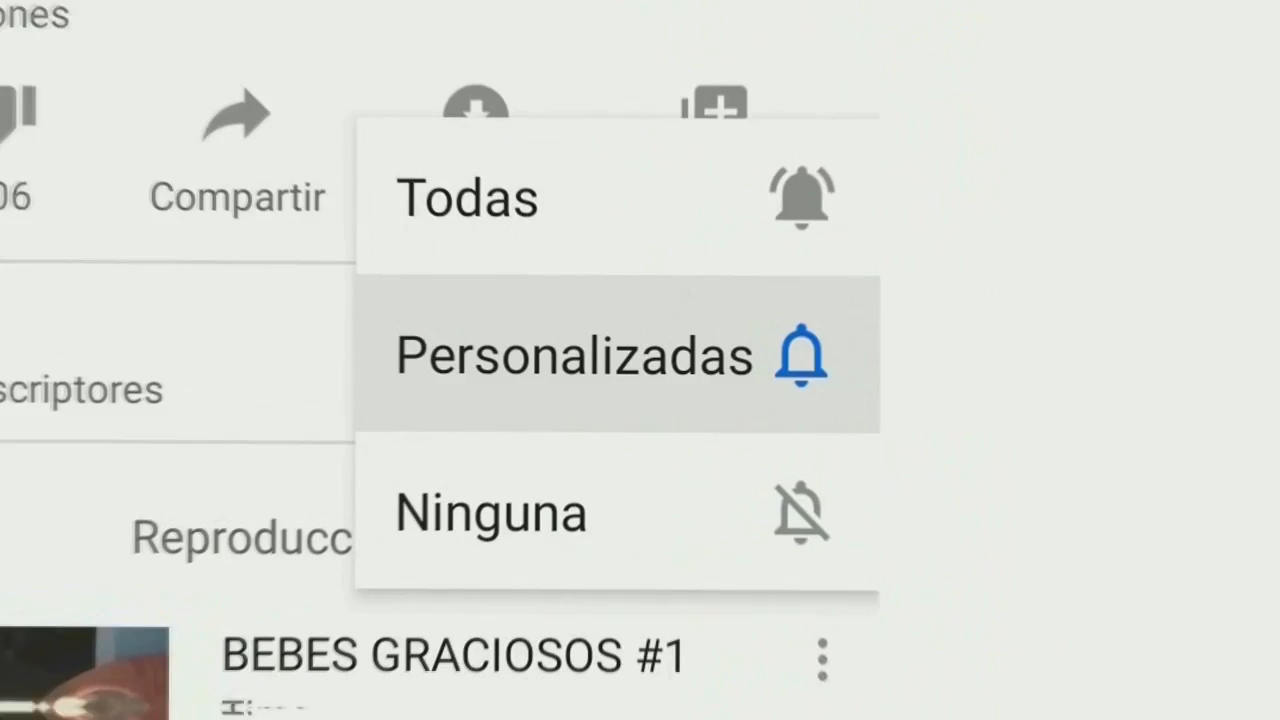 ones
06
Compartir
Todas
Personalizadas
scriptores
Ninguna
Reproducc
BEBES GRACIOSOS #1